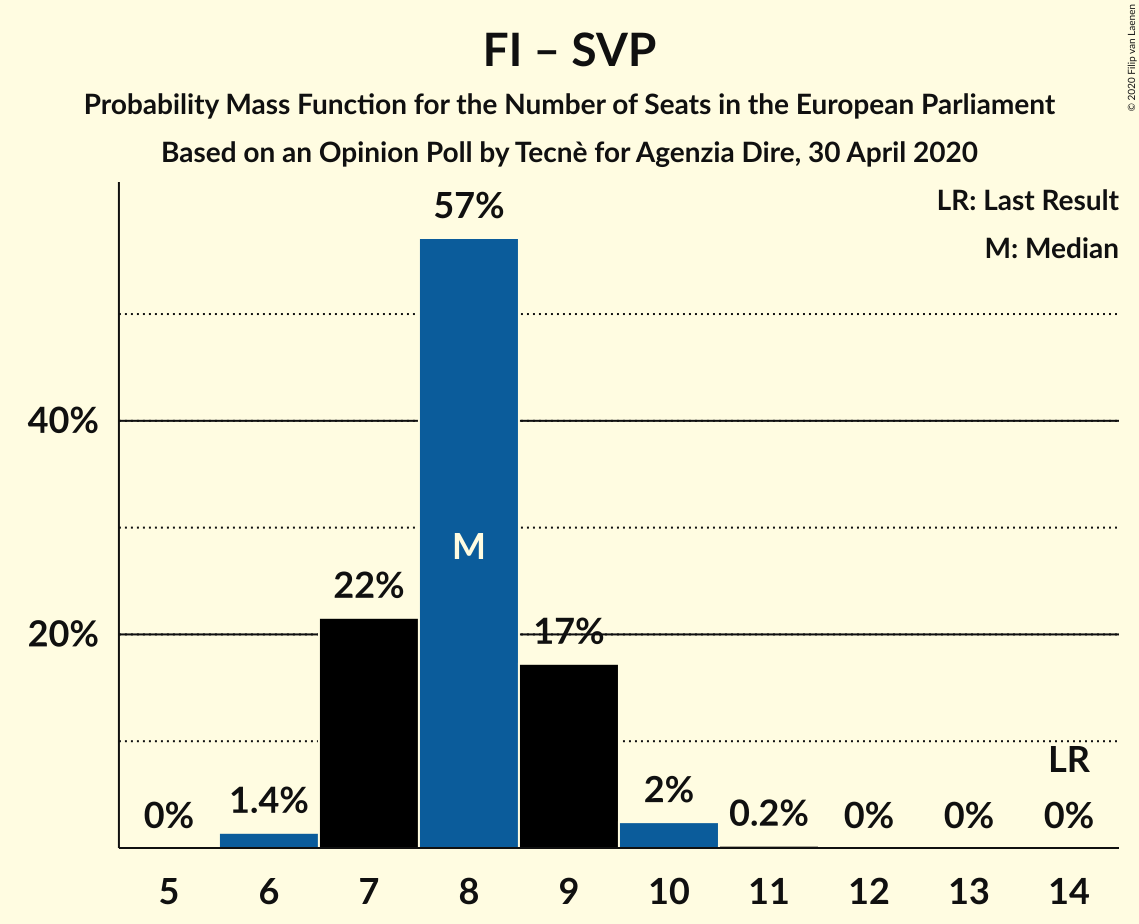 FI – SVP
Probability Mass Function for the Number of Seats in the European Parliament
Based on an Opinion Poll by Tecnè for Agenzia Dire, 30 April 2020
© 2020 Filip van Laenen
LR: Last Result
M: Median
57%
40%
M
22%
17%
20%
LR
0%
1.4%
2%
0.2%
0%
0%
0%
5
6
7
8
9
10
11
12
13
14